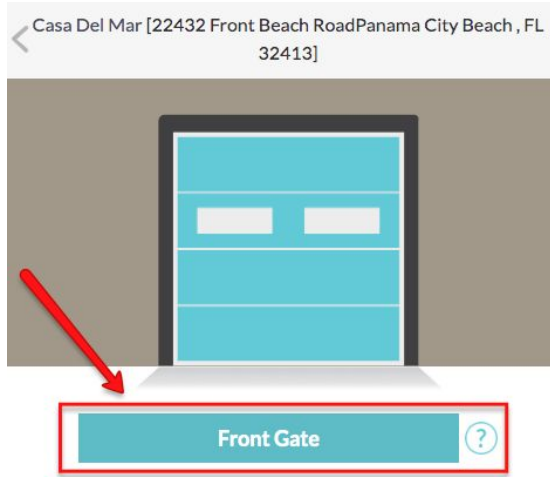 Casa Del Mar [22432 Front Beach RoadPanama City Beach , FL
32413]
Front Gate
?